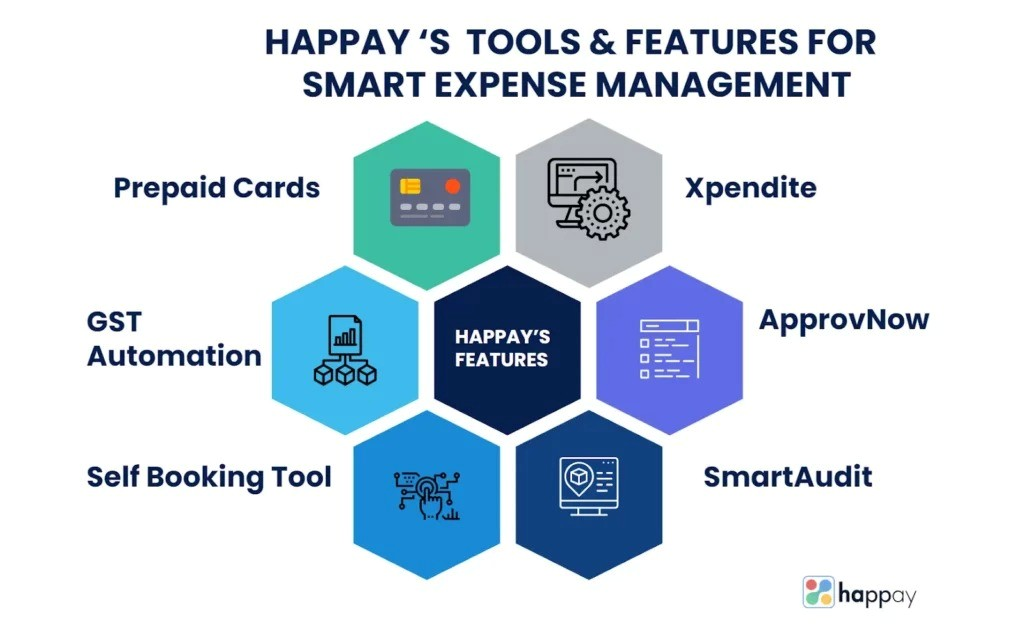 HAPPAY ‘S TOOLS & FEATURES FOR
SMART EXPENSE MANAGEMENT
Prepaid Cards
Xpendite
GST
Automation
HAPPAY’S
FEATURES
ApprovNow
Self Booking Tool
SmartAudit
happay